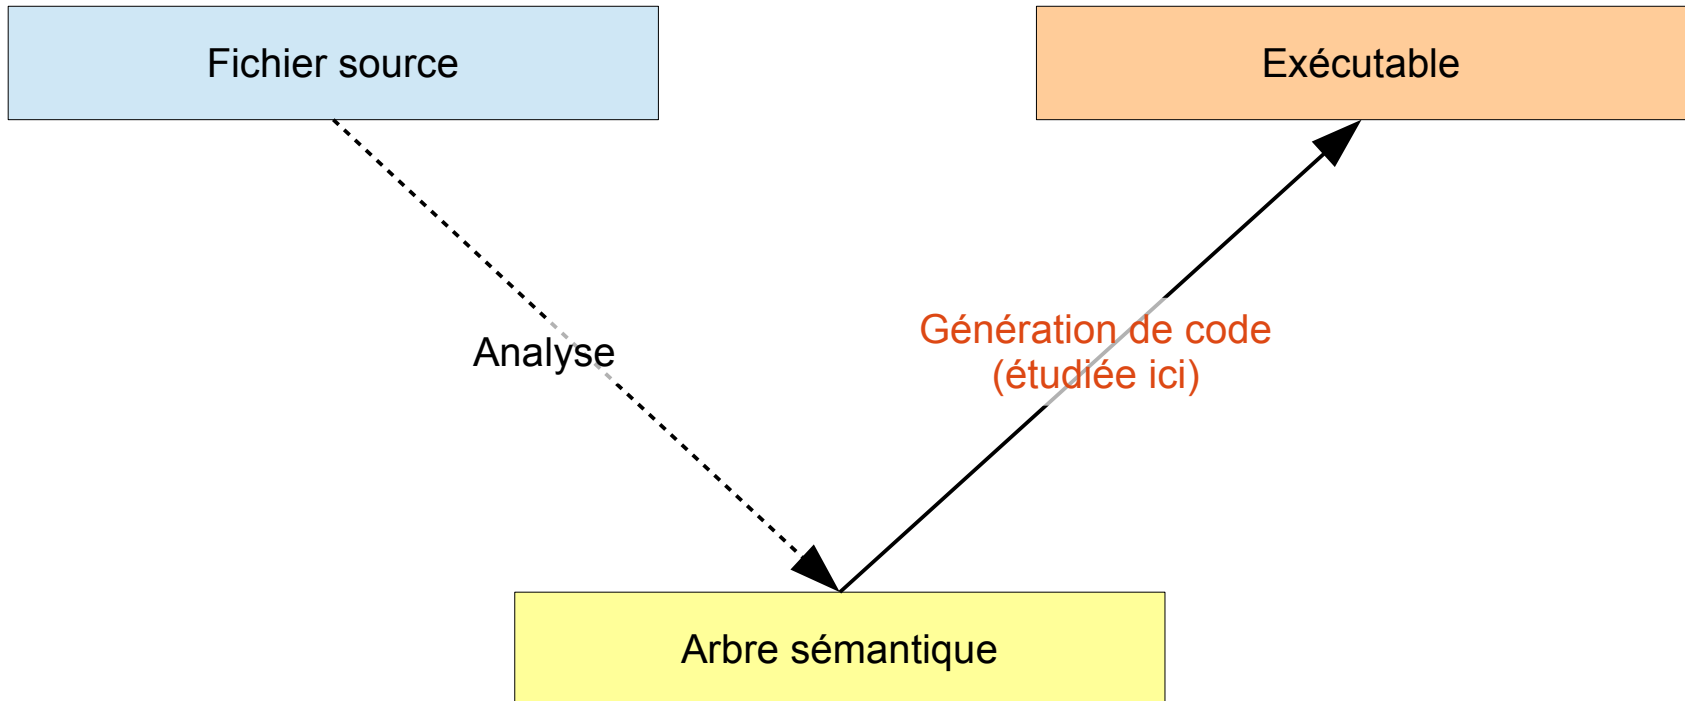 Fichier source
Exécutable
Analyse
Génération de code
(étudiée ici)
Arbre sémantique